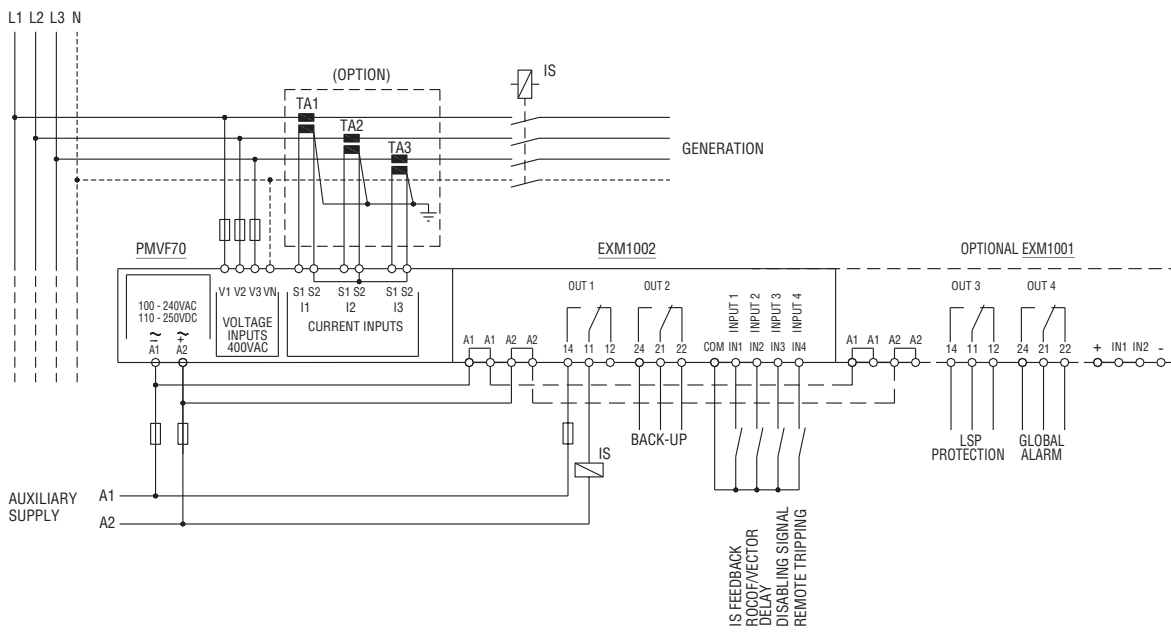 L1 L2 L3 N
(OPTION)
IS
TA1
TA2
TA3
GENERATION
PMVF70
EXM1002
OPTIONAL EXM1001
100 - 240VAC
110 - 250VDC
~ ~
− +
A1 A2
V1 V2 V3 VN
VOLTAGE
INPUTS
400VAC
S1 S2 S1 S2 S1 S2
I1 I2 I3
CURRENT INPUTS
A1 A1 A2 A2
OUT 1
14 11 12
OUT 2
24 21 22
INPUT 1
INPUT 2
INPUT 3
INPUT 4
COM IN1 IN2 IN3 IN4
A1 A1 A2 A2
OUT 3
14 11 12
OUT 4
24 21 22
+ IN1 IN2 -
BACK-UP
LSP
PROTECTION
GLOBAL
ALARM
IS
AUXILIARY
SUPPLY
A1
A2
IS FEEDBACK
ROCOF/VECTOR
DELAY
DISABLING SIGNAL
REMOTE TRIPPING